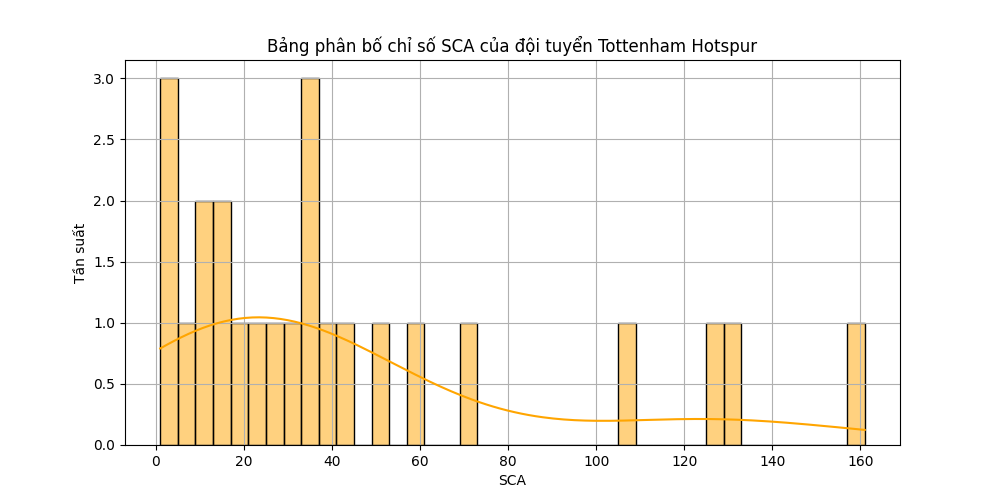 Bảng phân bố chỉ số SCA của đội tuyển Tottenham Hotspur
3.0
2.5
2.0
1.5
1.0
0.5
0.0
Tần suất
0 20 40 60 80 100 120 140 160
SCA